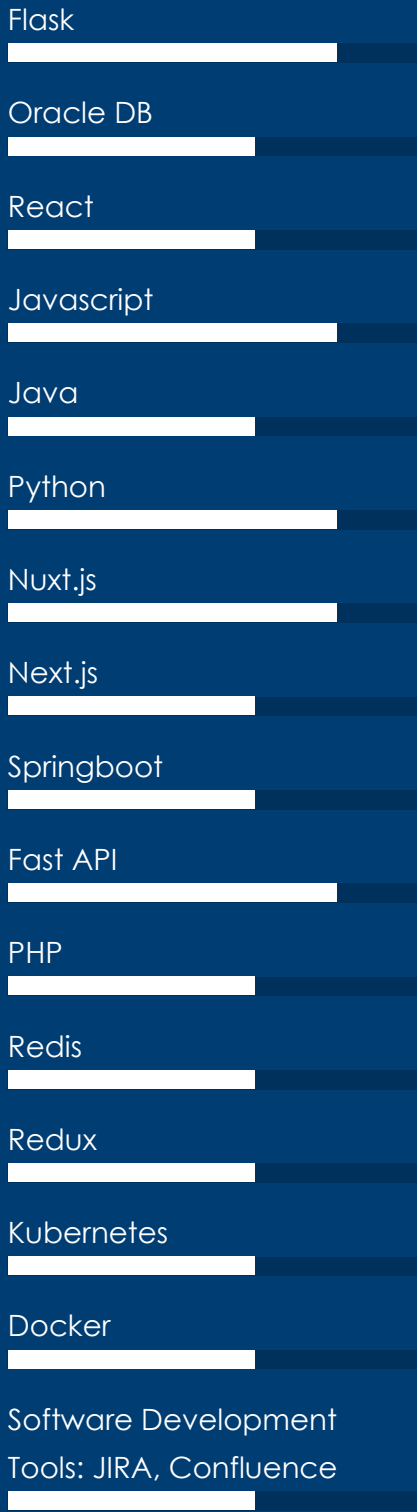 Flask
Oracle DB
React
Javascript
Java
Python
Nuxt.js
Next.js
Springboot
Fast API
PHP
Redis
Redux
Kubernetes
Docker
Software Development
Tools: JIRA, Confluence